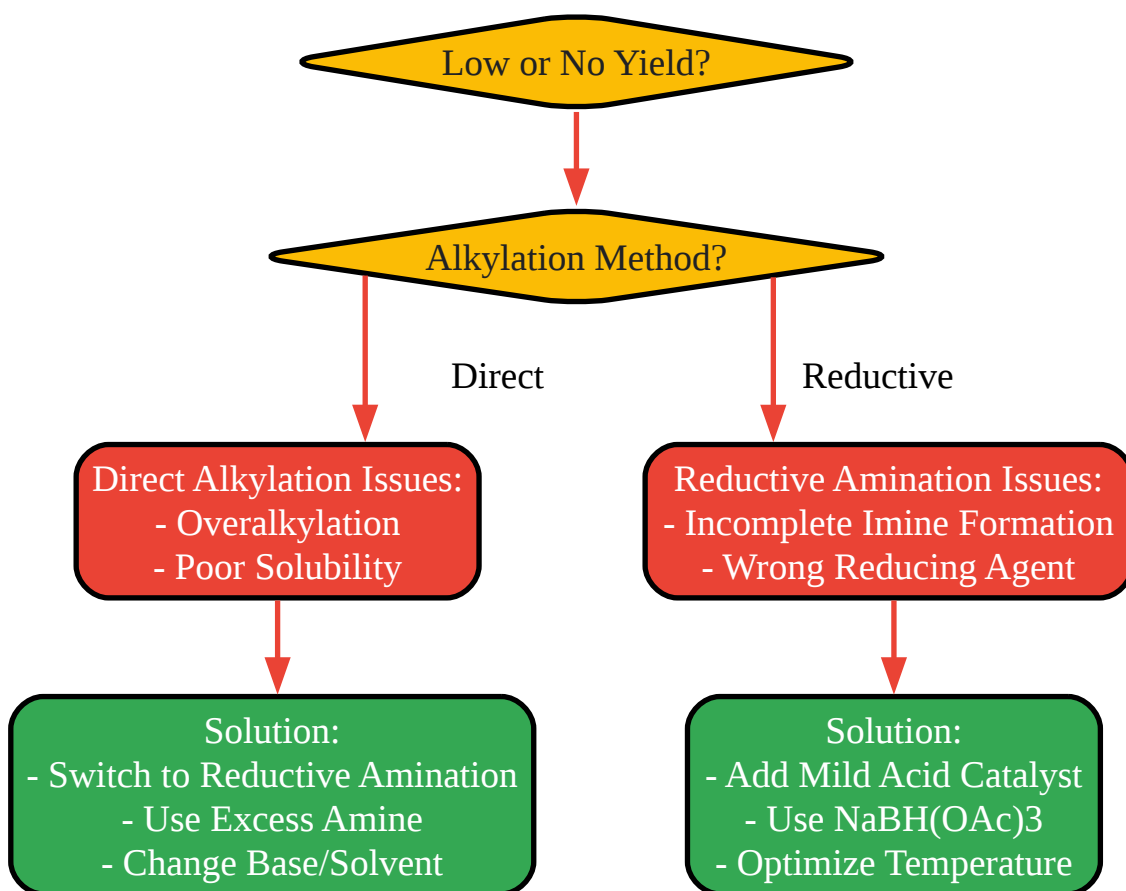 Low or No Yield?
Alkylation Method?
Direct
Reductive
Direct Alkylation Issues:
- Overalkylation
- Poor Solubility
Reductive Amination Issues:
- Incomplete Imine Formation
- Wrong Reducing Agent
Solution:
- Switch to Reductive Amination
- Use Excess Amine
- Change Base/Solvent
Solution:
- Add Mild Acid Catalyst
- Use NaBH(OAc)3
- Optimize Temperature